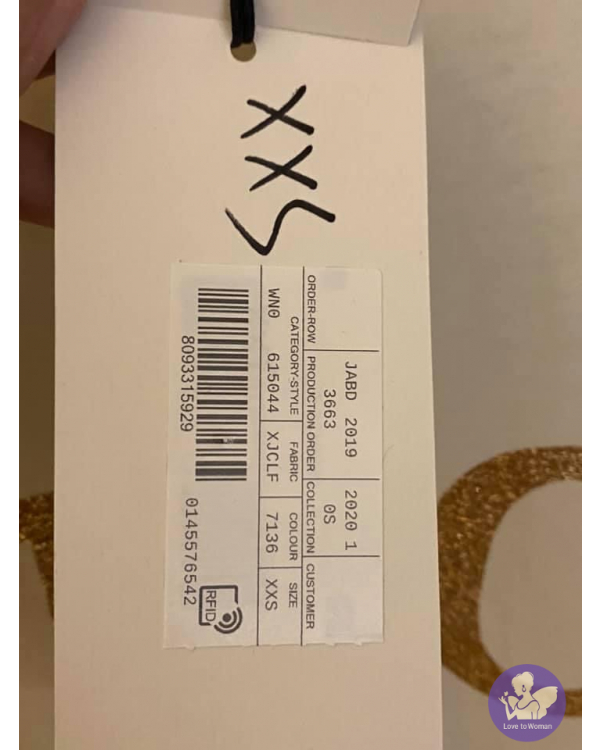 XXS
JABD 2019 2020 1
3663 0S
ORDER-ROW PRODUCTION ORDER COLLECTION CUSTOMER
CATEGORY-STYLE FABRIC COLOUR SIZE
WN0 615044 XJCLF 7136 XXS
8093315929 0145576542
RFID
Love to Woman